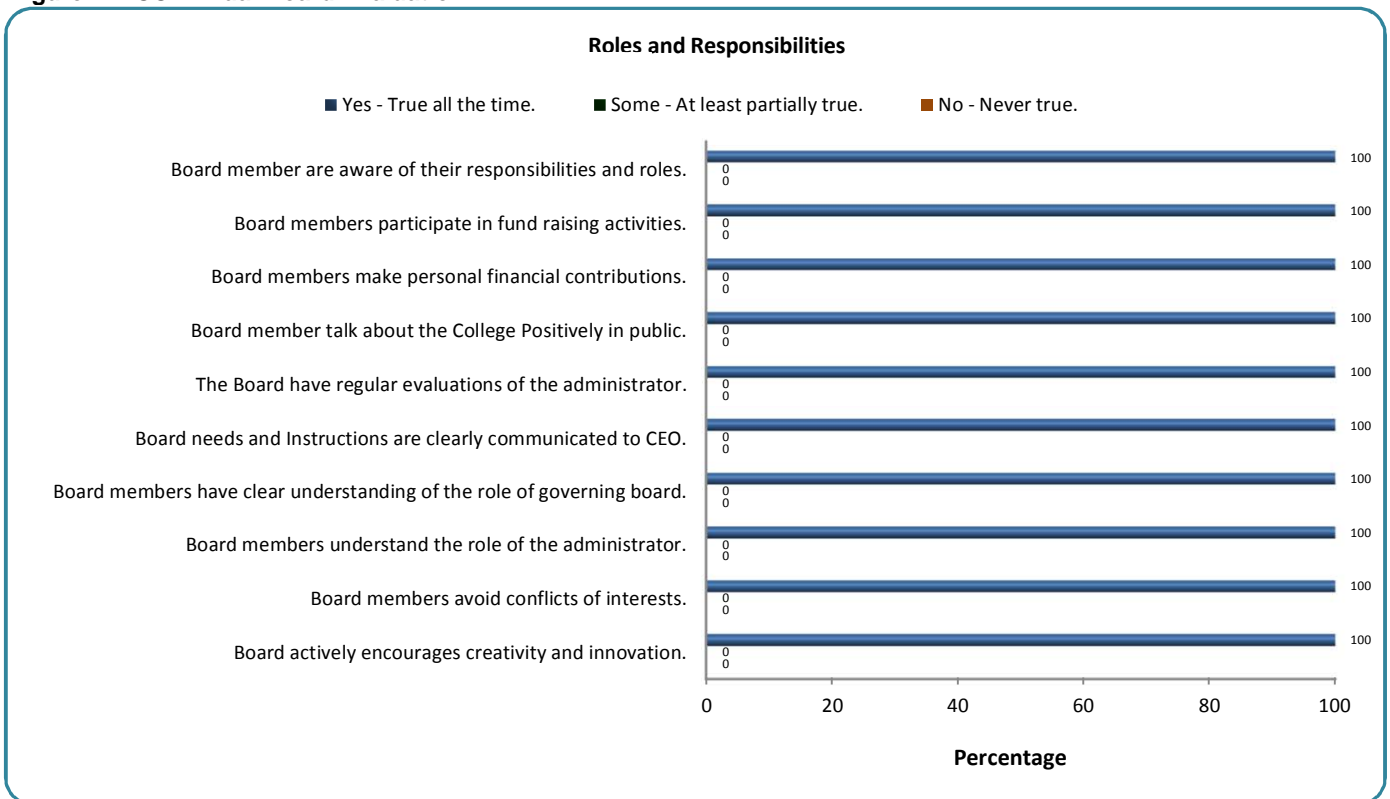 Roles and Responsibilities
Yes - True all the time. Some - At least partially true. No - Never true.
Board member are aware of their responsibilities and roles. 100
0
0
Board members participate in fund raising activities. 100
0
0
Board members make personal financial contributions. 100
0
0
Board member talk about the College Positively in public. 100
0
0
The Board have regular evaluations of the administrator. 100
0
0
Board needs and Instructions are clearly communicated to CEO. 100
0
0
Board members have clear understanding of the role of governing board. 100
0
0
Board members understand the role of the administrator. 100
0
0
Board members avoid conflicts of interests. 100
0
0
Board actively encourages creativity and innovation. 100
0
0
0 20 40 60 80 100
Percentage